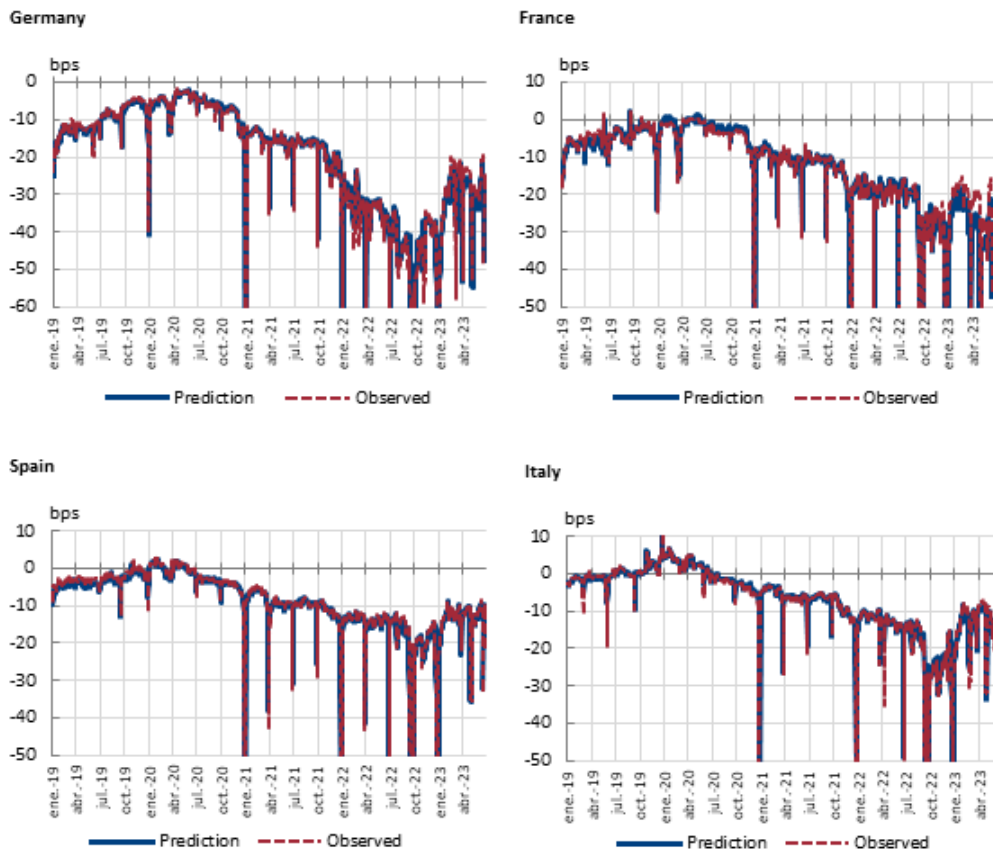 Germany
bps
0
-10
-20
-30
-40
-50
-60
ene.-19
abr.-19
jul.-19
oct.-19
ene.-20
abr.-20
jul.-20
oct.-20
ene.-21
abr.-21
jul.-21
oct.-21
ene.-22
abr.-22
jul.-22
oct.-22
ene.-23
abr.-23
Prediction Observed
France
bps
10
0
-10
-20
-30
-40
-50
ene.-19
abr.-19
jul.-19
oct.-19
ene.-20
abr.-20
jul.-20
oct.-20
ene.-21
abr.-21
jul.-21
oct.-21
ene.-22
abr.-22
jul.-22
oct.-22
ene.-23
abr.-23
Prediction Observed
Spain
bps
10
0
-10
-20
-30
-40
-50
ene.-19
abr.-19
jul.-19
oct.-19
ene.-20
abr.-20
jul.-20
oct.-20
ene.-21
abr.-21
jul.-21
oct.-21
ene.-22
abr.-22
jul.-22
oct.-22
ene.-23
abr.-23
Prediction Observed
Italy
bps
10
0
-10
-20
-30
-40
-50
ene.-19
abr.-19
jul.-19
oct.-19
ene.-20
abr.-20
jul.-20
oct.-20
ene.-21
abr.-21
jul.-21
oct.-21
ene.-22
abr.-22
jul.-22
oct.-22
ene.-23
abr.-23
Prediction Observed